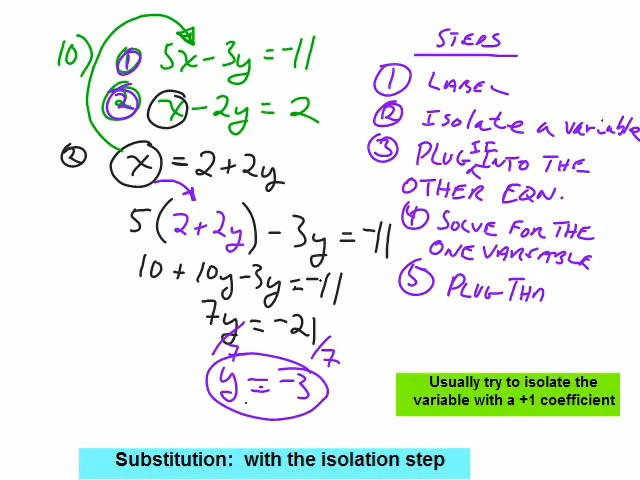 10) ① 5x - 3y = -11
② x - 2y = 2
② x = 2 + 2y
5(2 + 2y) - 3y = -11
10 + 10y - 3y = -11
7y = -21
/7 /7
y = -3
STEPS
① LABEL
② Isolate a variable
③ PLUG IT INTO THE
OTHER EQN.
④ SOLVE FOR THE
ONE VARIABLE
⑤ PLUG THA
Usually try to isolate the
variable with a +1 coefficient
Substitution: with the isolation step